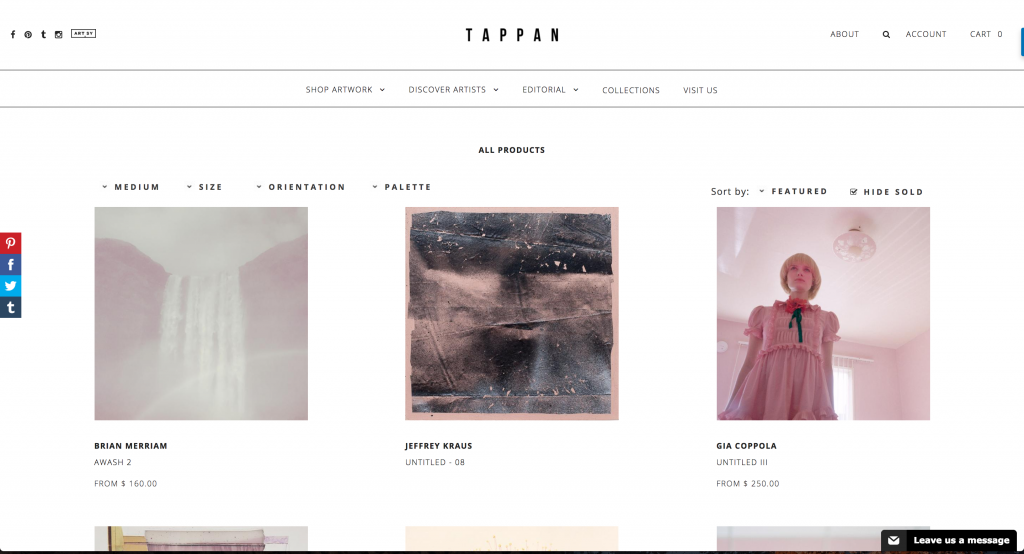 ARTSY
TAPPAN
ABOUT ACCOUNT CART 0
SHOP ARTWORK DISCOVER ARTISTS EDITORIAL COLLECTIONS VISIT US
ALL PRODUCTS
MEDIUM SIZE ORIENTATION PALETTE
Sort by: FEATURED HIDE SOLD
BRIAN MERRIAM
AWASH 2
FROM $ 160.00
JEFFREY KRAUS
UNTITLED - 08
GIA COPPOLA
UNTITLED III
FROM $ 250.00
Leave us a message